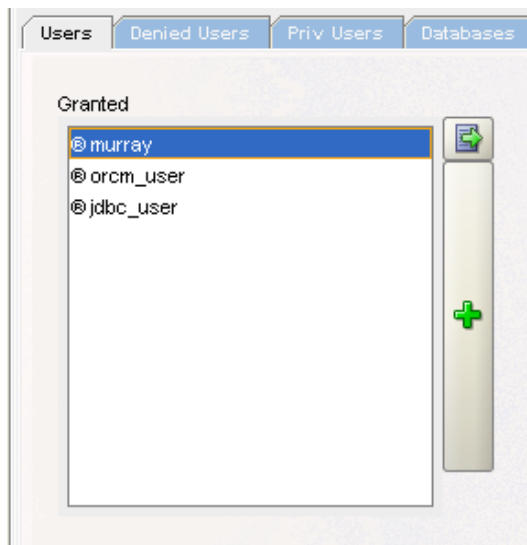 Users Denied Users Priv Users Databases
Granted
® murray
® orcm_user
® jdbc_user